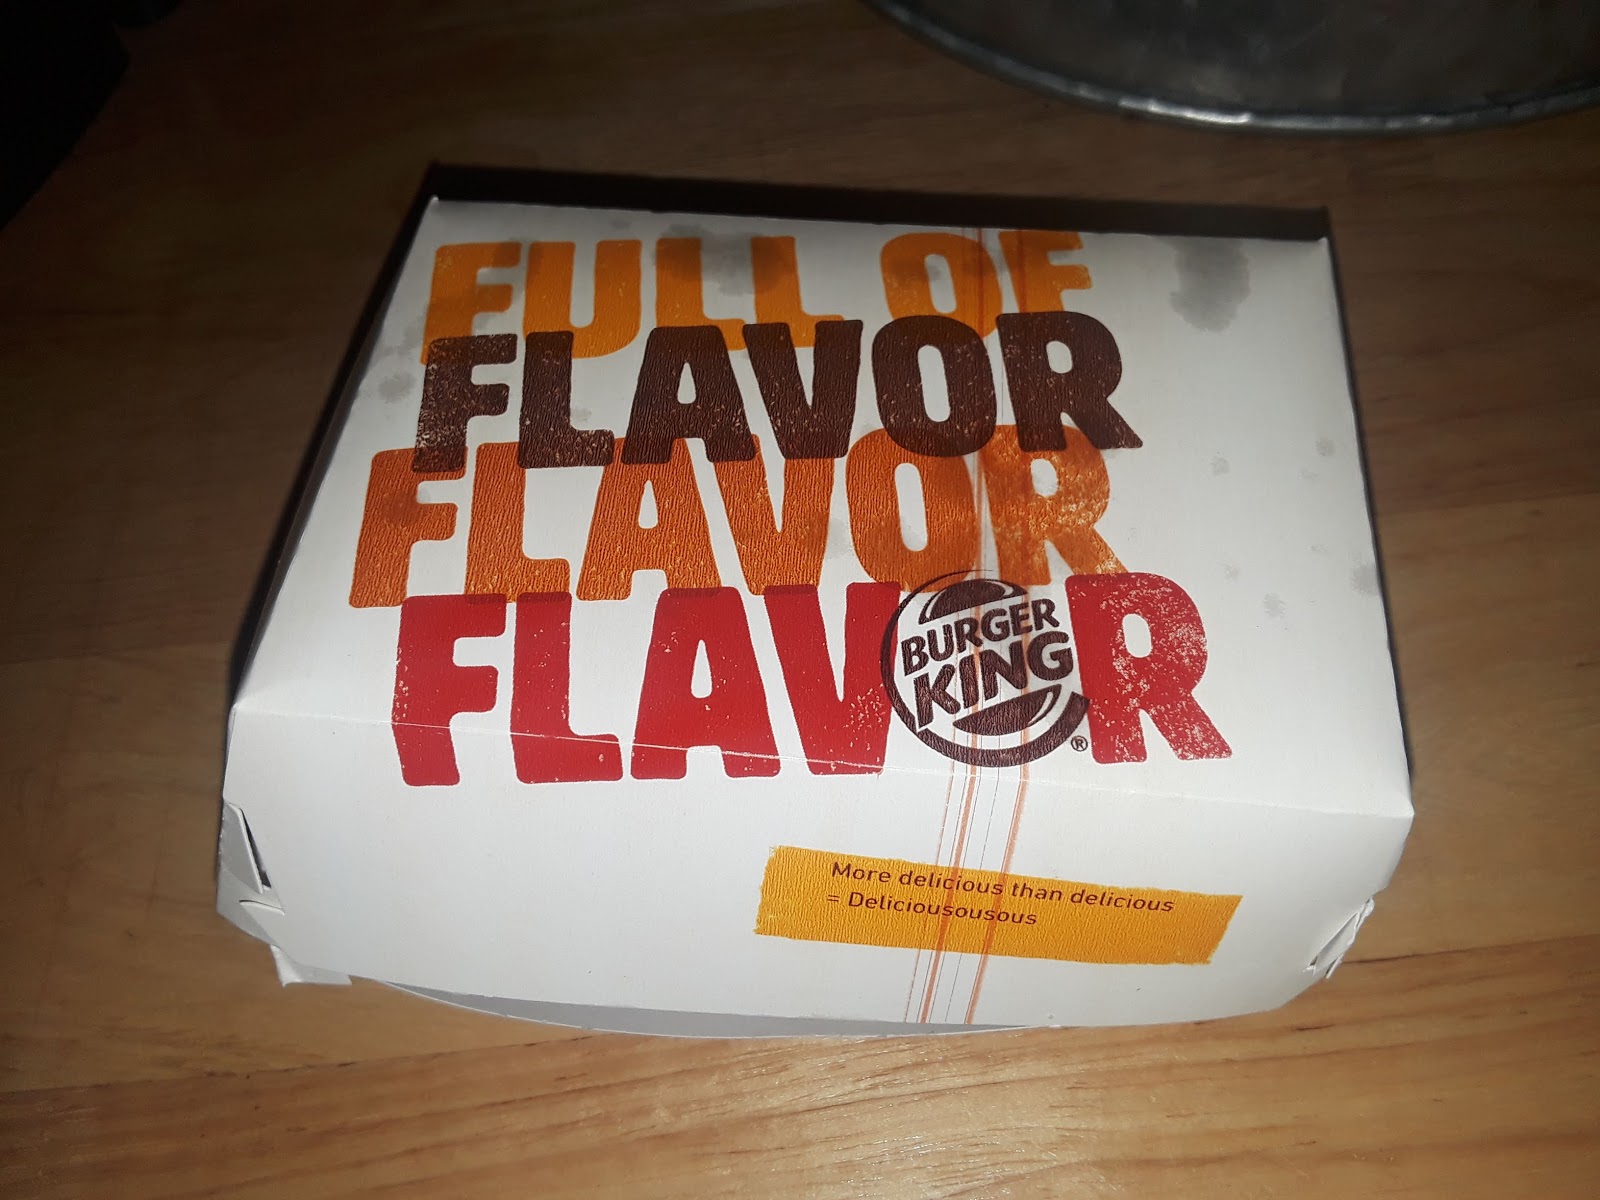 FULL OF
FLAVOR
FLAVOR
FLAV R
BURGER
KING
®
More delicious than delicious
= Deliciousousous